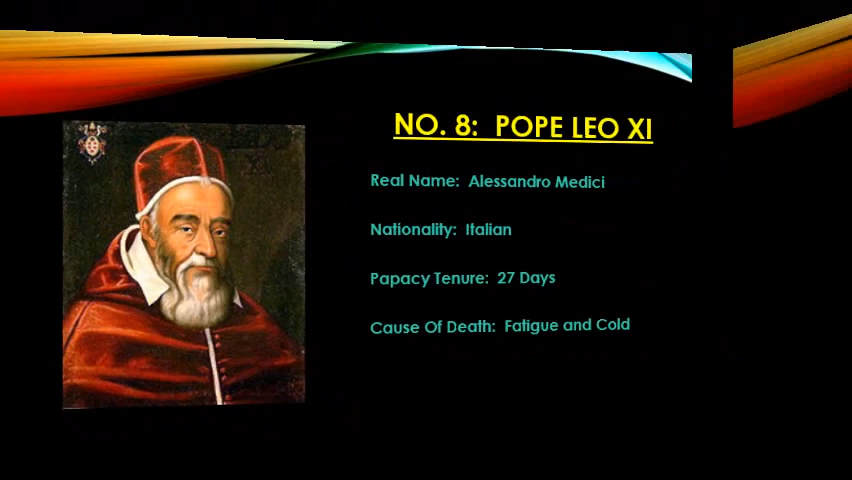 NO. 8: POPE LEO XI
Real Name: Alessandro Medici
Nationality: Italian
Papacy Tenure: 27 Days
Cause Of Death: Fatigue and Cold